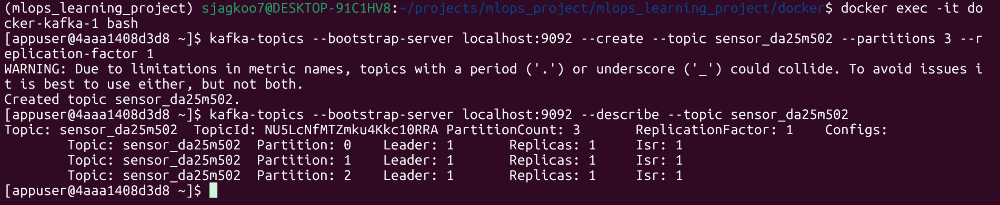 (mlops_learning_project) sjagkoo7@DESKTOP-91C1HV8:~/projects/mlops_project/mlops_learning_project/docker$ docker exec -it do
cker-kafka-1 bash
[appuser@4aaa1408d3d8 ~]$ kafka-topics --bootstrap-server localhost:9092 --create --topic sensor_da25m502 --partitions 3 --r
eplication-factor 1
WARNING: Due to limitations in metric names, topics with a period ('.') or underscore ('_') could collide. To avoid issues i
t is best to use either, but not both.
Created topic sensor_da25m502.
[appuser@4aaa1408d3d8 ~]$ kafka-topics --bootstrap-server localhost:9092 --describe --topic sensor_da25m502
Topic: sensor_da25m502  TopicId: NU5LcNfMTZmku4Kkc10RRA PartitionCount: 3       ReplicationFactor: 1    Configs:
        Topic: sensor_da25m502  Partition: 0    Leader: 1       Replicas: 1     Isr: 1
        Topic: sensor_da25m502  Partition: 1    Leader: 1       Replicas: 1     Isr: 1
        Topic: sensor_da25m502  Partition: 2    Leader: 1       Replicas: 1     Isr: 1
[appuser@4aaa1408d3d8 ~]$